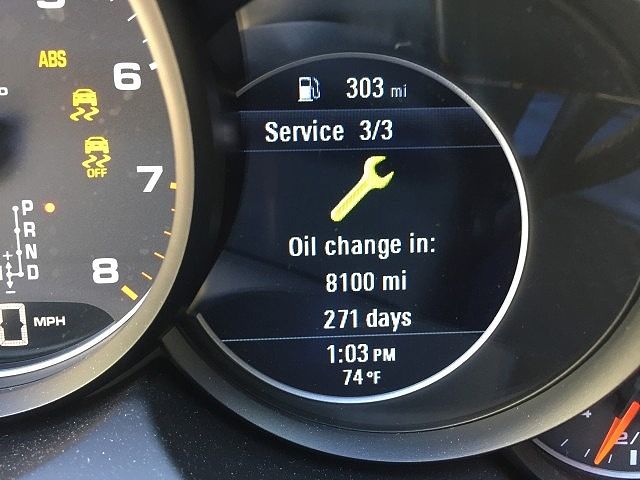 ABS
6
7
8
OFF
P
R
N
D
+
-
0 MPH
303 mi
Service 3/3
Oil change in:
8100 mi
271 days
1:03 PM
74°F